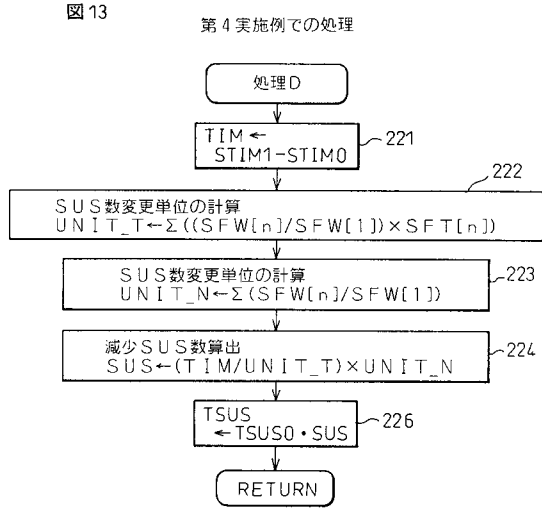 図13
第4実施例での処理
処理D
TIM←
STIM1-STIM0
221
222
SUS数変更単位の計算
UNIT_T←Σ((SFW[n]/SFW[1])×SFT[n])
SUS数変更単位の計算
UNIT_N←Σ(SFW[n]/SFW[1])
223
減少SUS数算出
SUS←(TIM/UNIT_T)×UNIT_N
224
TSUS
←TSUS0・SUS
226
RETURN